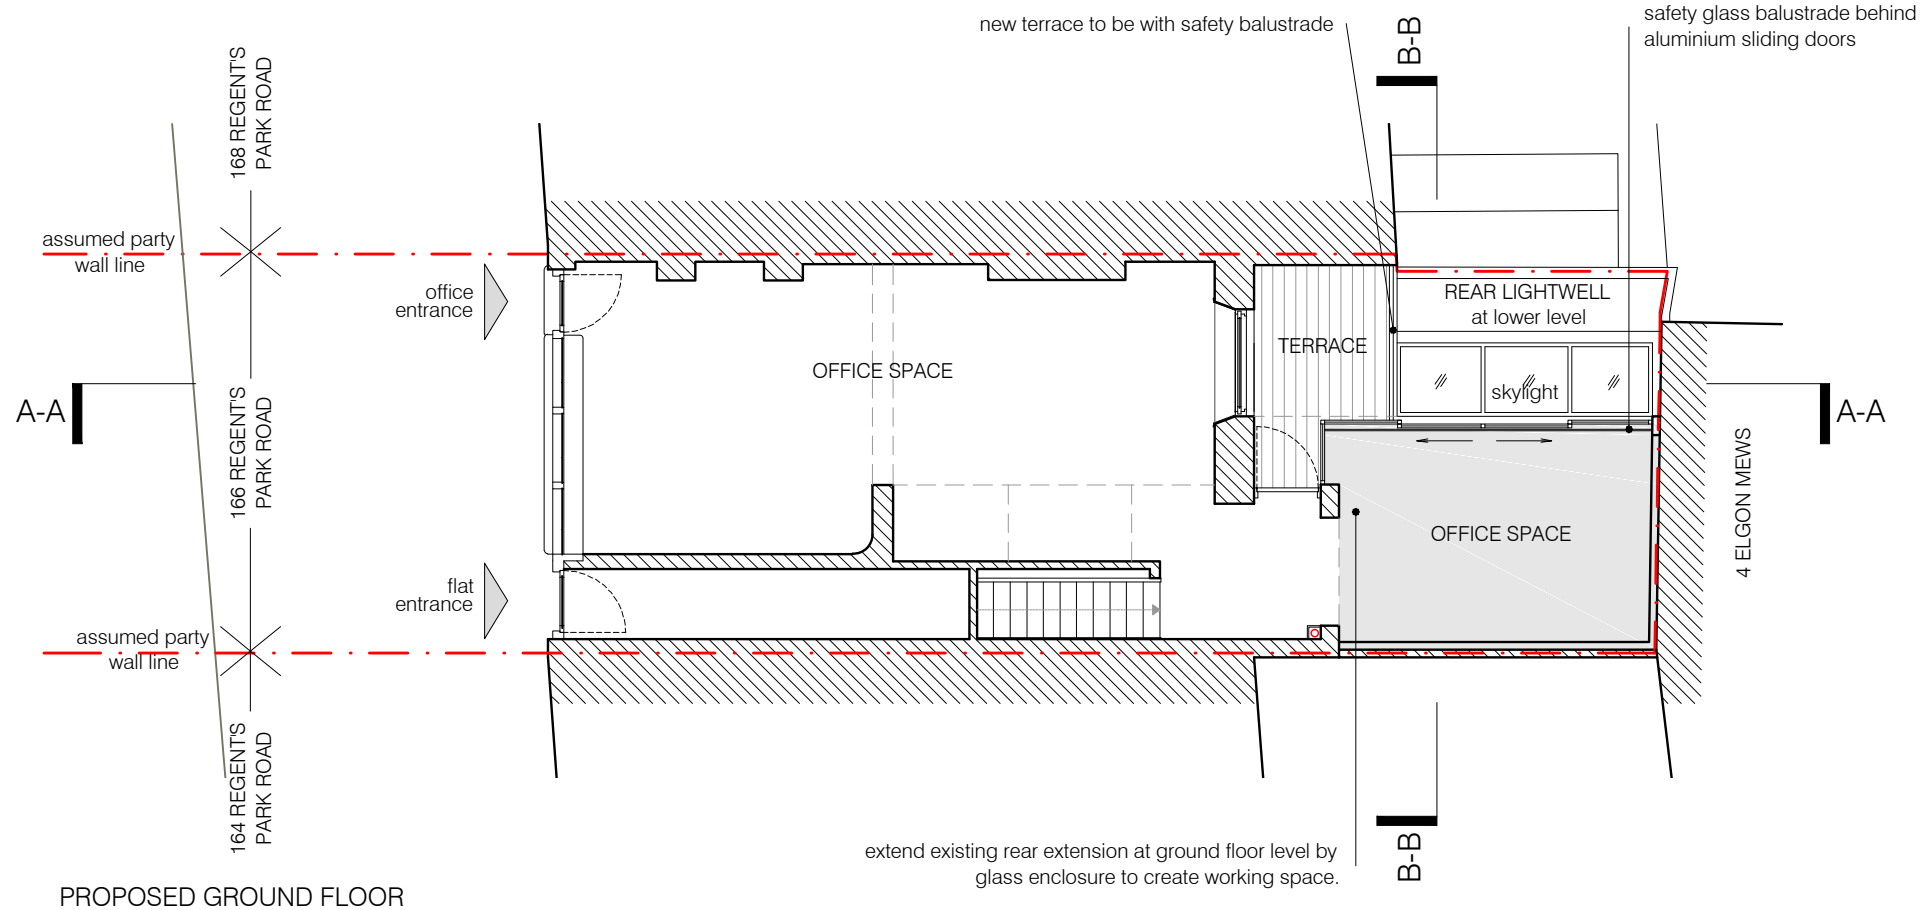 new terrace to be with safety balustrade
B-B
safety glass balustrade behind
aluminium sliding doors
168 REGENT'S
PARK ROAD
assumed party
wall line
office
entrance
REAR LIGHTWELL
at lower level
TERRACE
OFFICE SPACE
skylight
A-A
A-A
166 REGENT'S
PARK ROAD
4 ELGON MEWS
OFFICE SPACE
flat
entrance
assumed party
wall line
164 REGENT'S
PARK ROAD
B-B
extend existing rear extension at ground floor level by
glass enclosure to create working space.
PROPOSED GROUND FLOOR